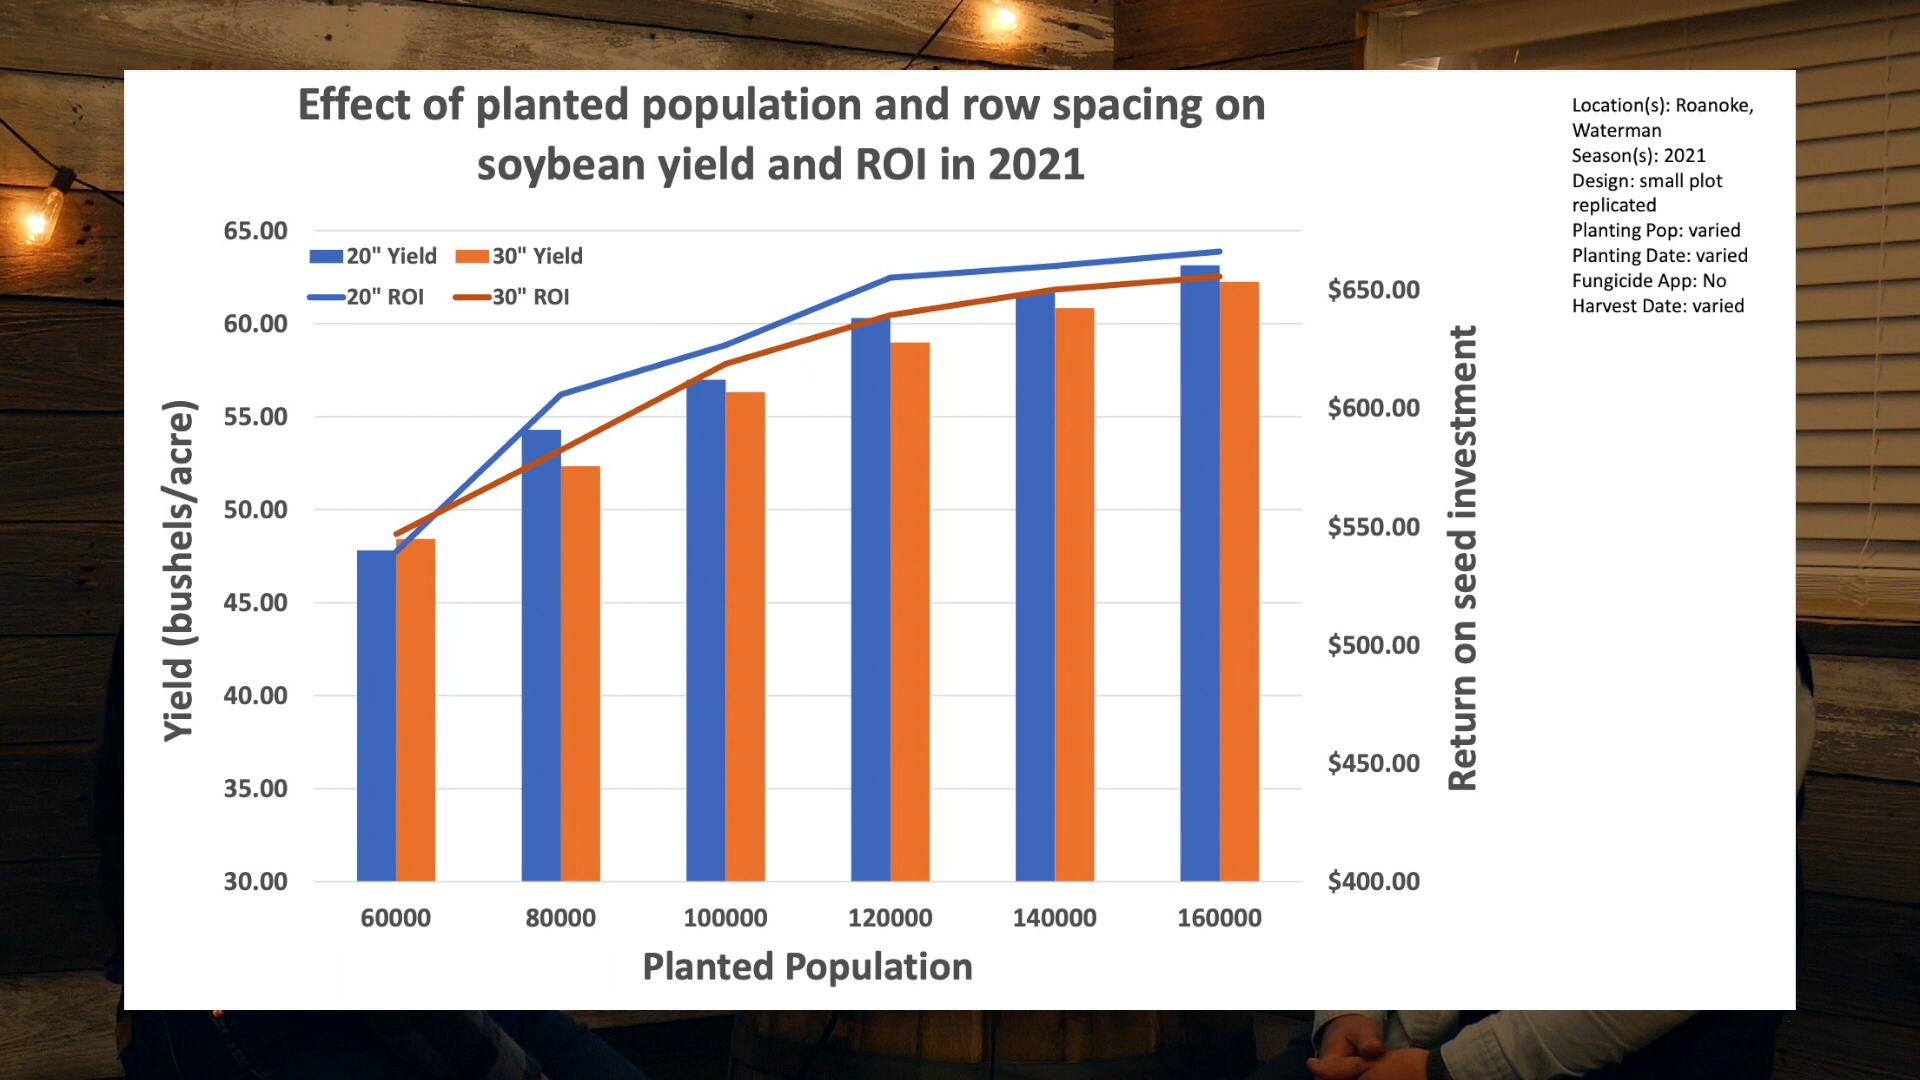 Effect of planted population and row spacing on
soybean yield and ROI in 2021
Location(s): Roanoke,
Waterman
Season(s): 2021
Design: small plot
replicated
Planting Pop: varied
Planting Date: varied
Fungicide App: No
Harvest Date: varied
20" Yield 30" Yield
20" ROI 30" ROI
Yield (bushels/acre)
65.00
60.00
55.00
50.00
45.00
40.00
35.00
30.00
$650.00
$600.00
$550.00
$500.00
$450.00
$400.00
Return on seed investment
60000 80000 100000 120000 140000 160000
Planted Population